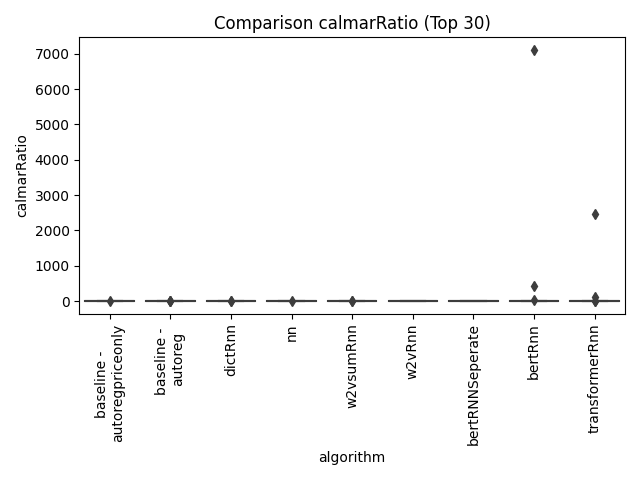 Comparison calmarRatio (Top 30)
calmarRatio
7000
6000
5000
4000
3000
2000
1000
0
baseline -
autoregpriceonly
baseline -
autoreg
dictRnn
nn
w2vsumRnn
w2vRnn
bertRNNSeperate
bertRnn
transformerRnn
algorithm